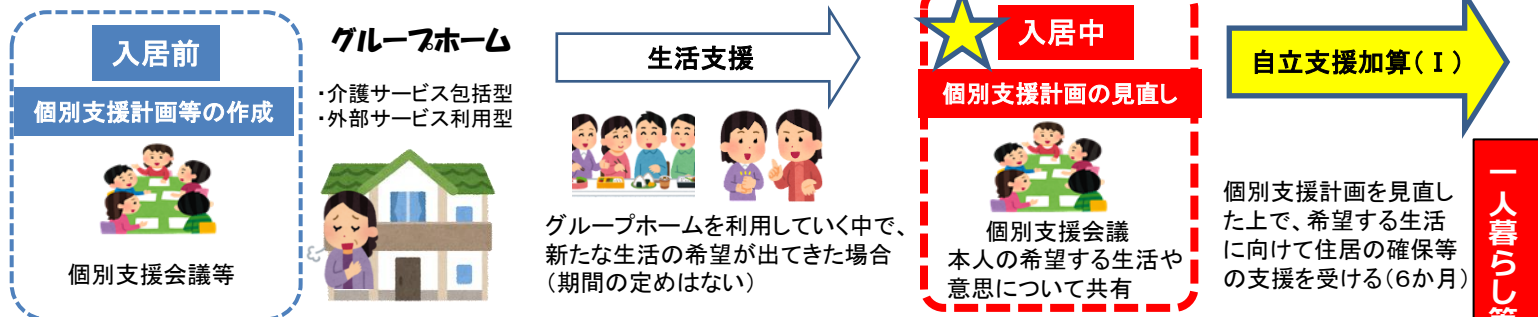 入居前
個別支援計画等の作成
個別支援会議等
グループホーム
・介護サービス包括型
・外部サービス利用型
生活支援
グループホームを利用していく中で、
新たな生活の希望が出てきた場合
（期間の定めはない）
入居中
個別支援計画の見直し
個別支援会議
本人の希望する生活や
意思について共有
自立支援加算（Ⅰ）
個別支援計画を見直し
た上で、希望する生活
に向けて住居の確保等
の支援を受ける（６か月）
一人暮らし等